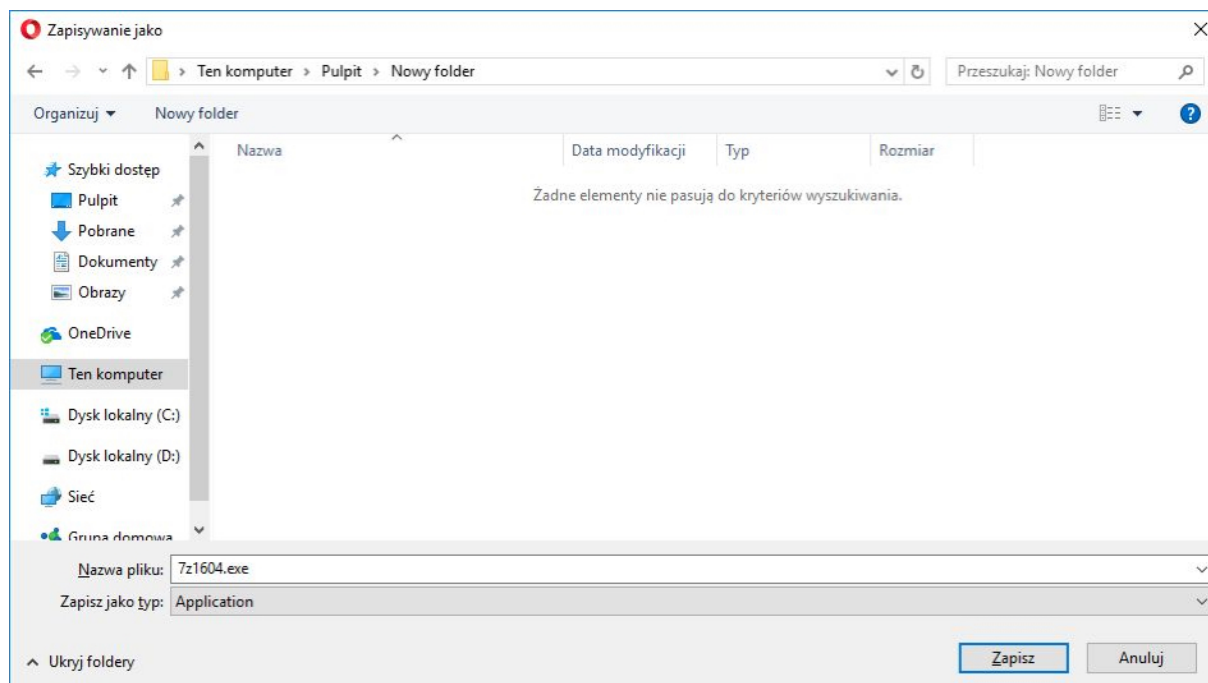 Zapisywanie jako
Ten komputer > Pulpit > Nowy folder
Przeszukaj: Nowy folder
Organizuj Nowy folder
Nazwa Data modyfikacji Typ Rozmiar
Żadne elementy nie pasują do kryteriów wyszukiwania.
Szybki dostęp
Pulpit
Pobrane
Dokumenty
Obrazy
OneDrive
Ten komputer
Dysk lokalny (C:)
Dysk lokalny (D:)
Sieć
Grupa domowa
Nazwa pliku: 7z1604.exe
Zapisz jako typ: Application
Ukryj foldery
Zapisz Anuluj